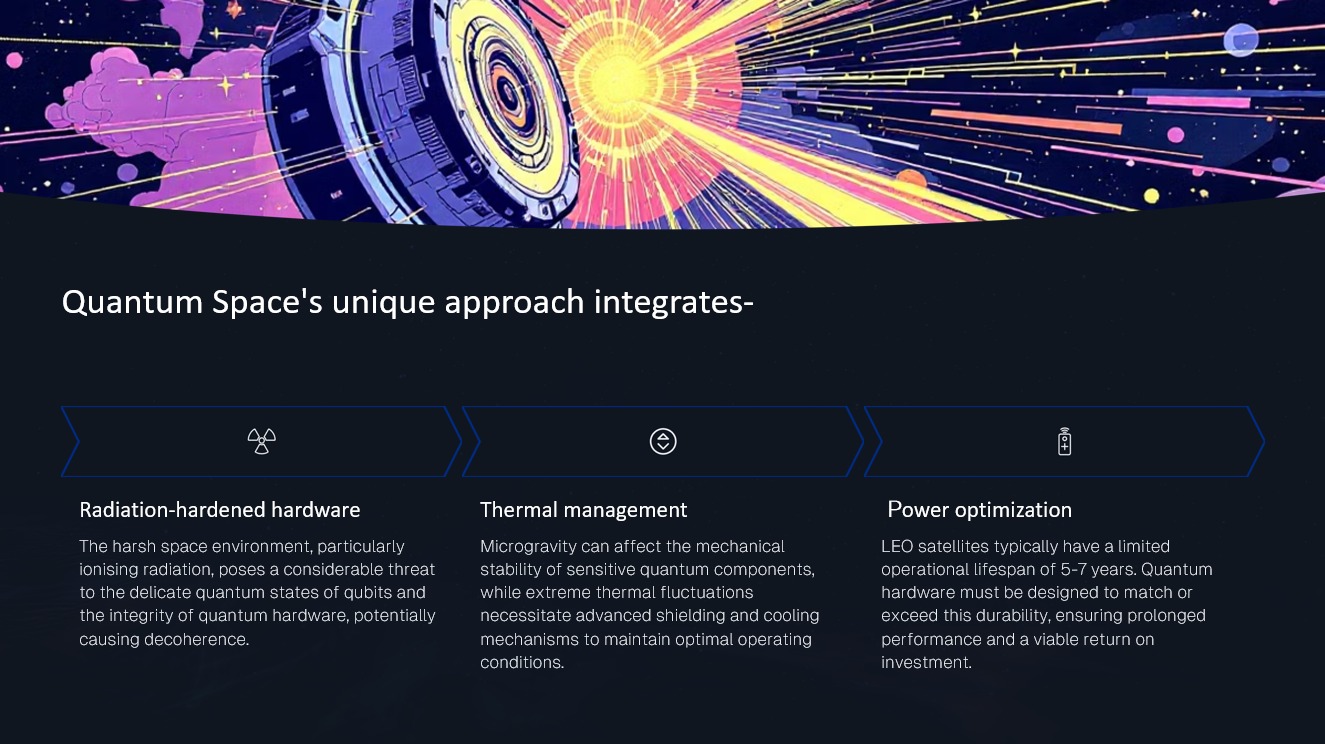 Quantum Space's unique approach integrates-
Radiation-hardened hardware
The harsh space environment, particularly
ionising radiation, poses a considerable threat
to the delicate quantum states of qubits and
the integrity of quantum hardware, potentially
causing decoherence.
Thermal management
Microgravity can affect the mechanical
stability of sensitive quantum components,
while extreme thermal fluctuations
necessitate advanced shielding and cooling
mechanisms to maintain optimal operating
conditions.
Power optimization
LEO satellites typically have a limited
operational lifespan of 5-7 years. Quantum
hardware must be designed to match or
exceed this durability, ensuring prolonged
performance and a viable return on
investment.